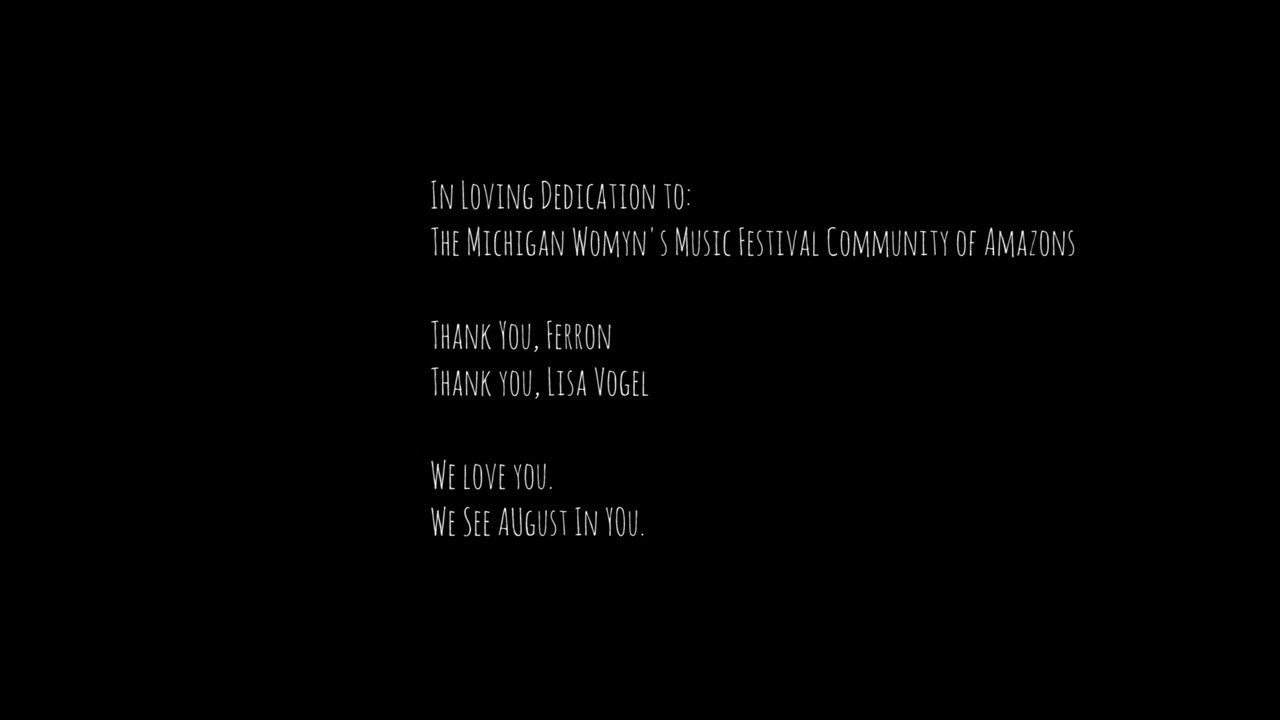 In Loving Dedication to:
The Michigan Womyn's Music Festival Community of Amazons
Thank You, Ferron
Thank you, Lisa Vogel
We love you.
We See AUgust In YOu.